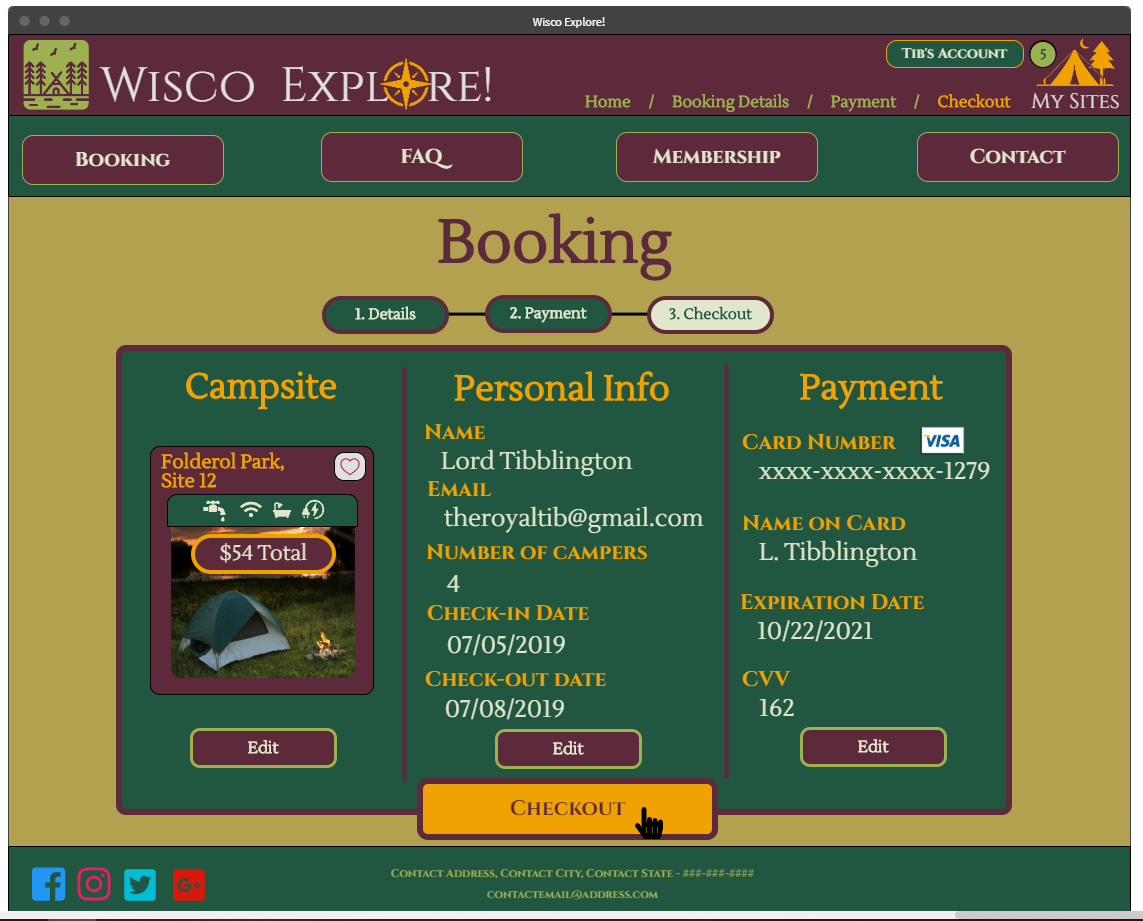 Wisco Explore!
Wisco Explore!
Tib's Account
5
Home / Booking Details / Payment / Checkout
My Sites
Booking
FAQ
Membership
Contact
Booking
1. Details
2. Payment
3. Checkout
Campsite
Folderol Park,
Site 12
$54 Total
Edit
Personal Info
Name
Lord Tibblington
Email
theroyaltib@gmail.com
Number of campers
4
Check-in Date
07/05/2019
Check-out date
07/08/2019
Edit
Payment
Card Number VISA
xxxx-xxxx-xxxx-1279
Name on Card
L. Tibblington
Expiration Date
10/22/2021
CVV
162
Edit
Checkout
G+
Contact Address, Contact City, Contact State - ###-###-####
contactemail@address.com